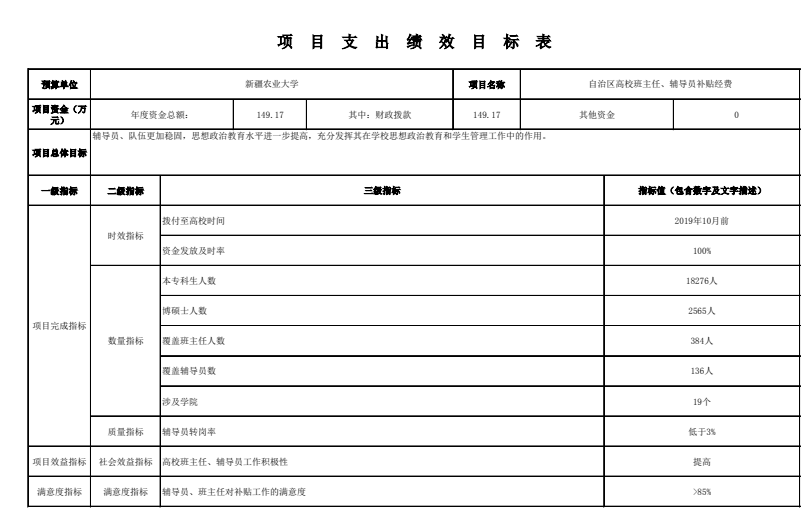 项目支出绩效目标表
预算单位 新疆农业大学 项目名称 自治区高校班主任、辅导员补贴经费
项目资金（万元） 年度资金总额： 149.17 其中：财政拨款 149.17 其他资金 0
项目总体目标 辅导员、队伍更加稳固，思想政治教育水平进一步提高，充分发挥其在学校思想政治教育和学生管理工作中的作用。
一级指标 二级指标 三级指标 指标值（包含数字及文字描述）
项目完成指标 时效指标 拨付至高校时间 2019年10月前
资金发放及时率 100%
数量指标 本专科生人数 18276人
博硕士人数 2565人
覆盖班主任人数 384人
覆盖辅导员数 136人
涉及学院 19个
质量指标 辅导员转岗率 低于3%
项目效益指标 社会效益指标 高校班主任、辅导员工作积极性 提高
满意度指标 满意度指标 辅导员、班主任对补贴工作的满意度 >85%